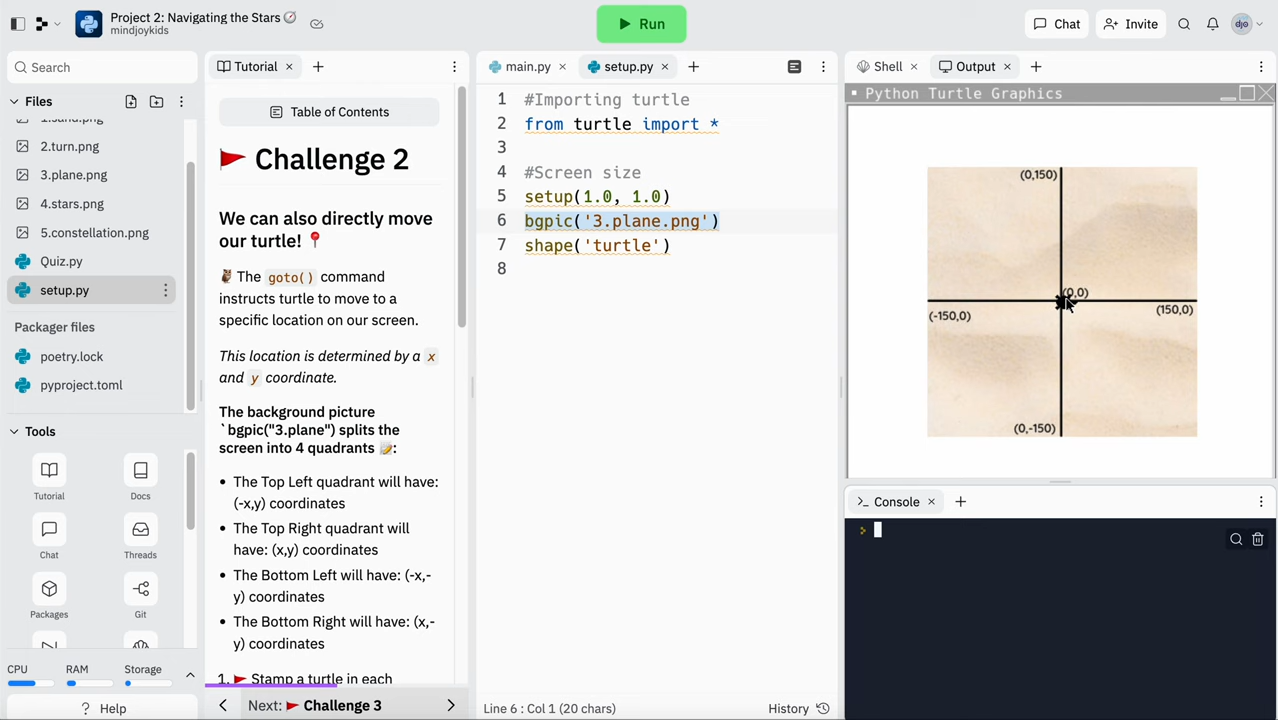 Project 2: Navigating the Stars
mindjoykids
Run
Chat
Invite
djo
Search
Files
1.sand.png
2.turn.png
3.plane.png
4.stars.png
5.constellation.png
Quiz.py
setup.py
Packager files
poetry.lock
pyproject.toml
Tools
Tutorial
Docs
Chat
Threads
Packages
Git
CPU
RAM
Storage
? Help
Tutorial
Table of Contents
Challenge 2
We can also directly move
our turtle!
The goto() command
instructs turtle to move to a
specific location on our screen.
This location is determined by a x
and y coordinate.
The background picture
`bgpic("3.plane") splits the
screen into 4 quadrants :
• The Top Left quadrant will have:
(-x,y) coordinates
• The Top Right quadrant will
have: (x,y) coordinates
• The Bottom Left will have: (-x,-
y) coordinates
• The Bottom Right will have: (x,-
y) coordinates
1. Stamp a turtle in each
Next: Challenge 3
main.py
setup.py
1 #Importing turtle
2 from turtle import *
3
4 #Screen size
5 setup(1.0, 1.0)
6 bgpic('3.plane.png')
7 shape('turtle')
8
Line 6 : Col 1 (20 chars)
History
Shell
Output
Python Turtle Graphics
(0,150)
(0,0)
(-150,0)
(150,0)
(0,-150)
Console